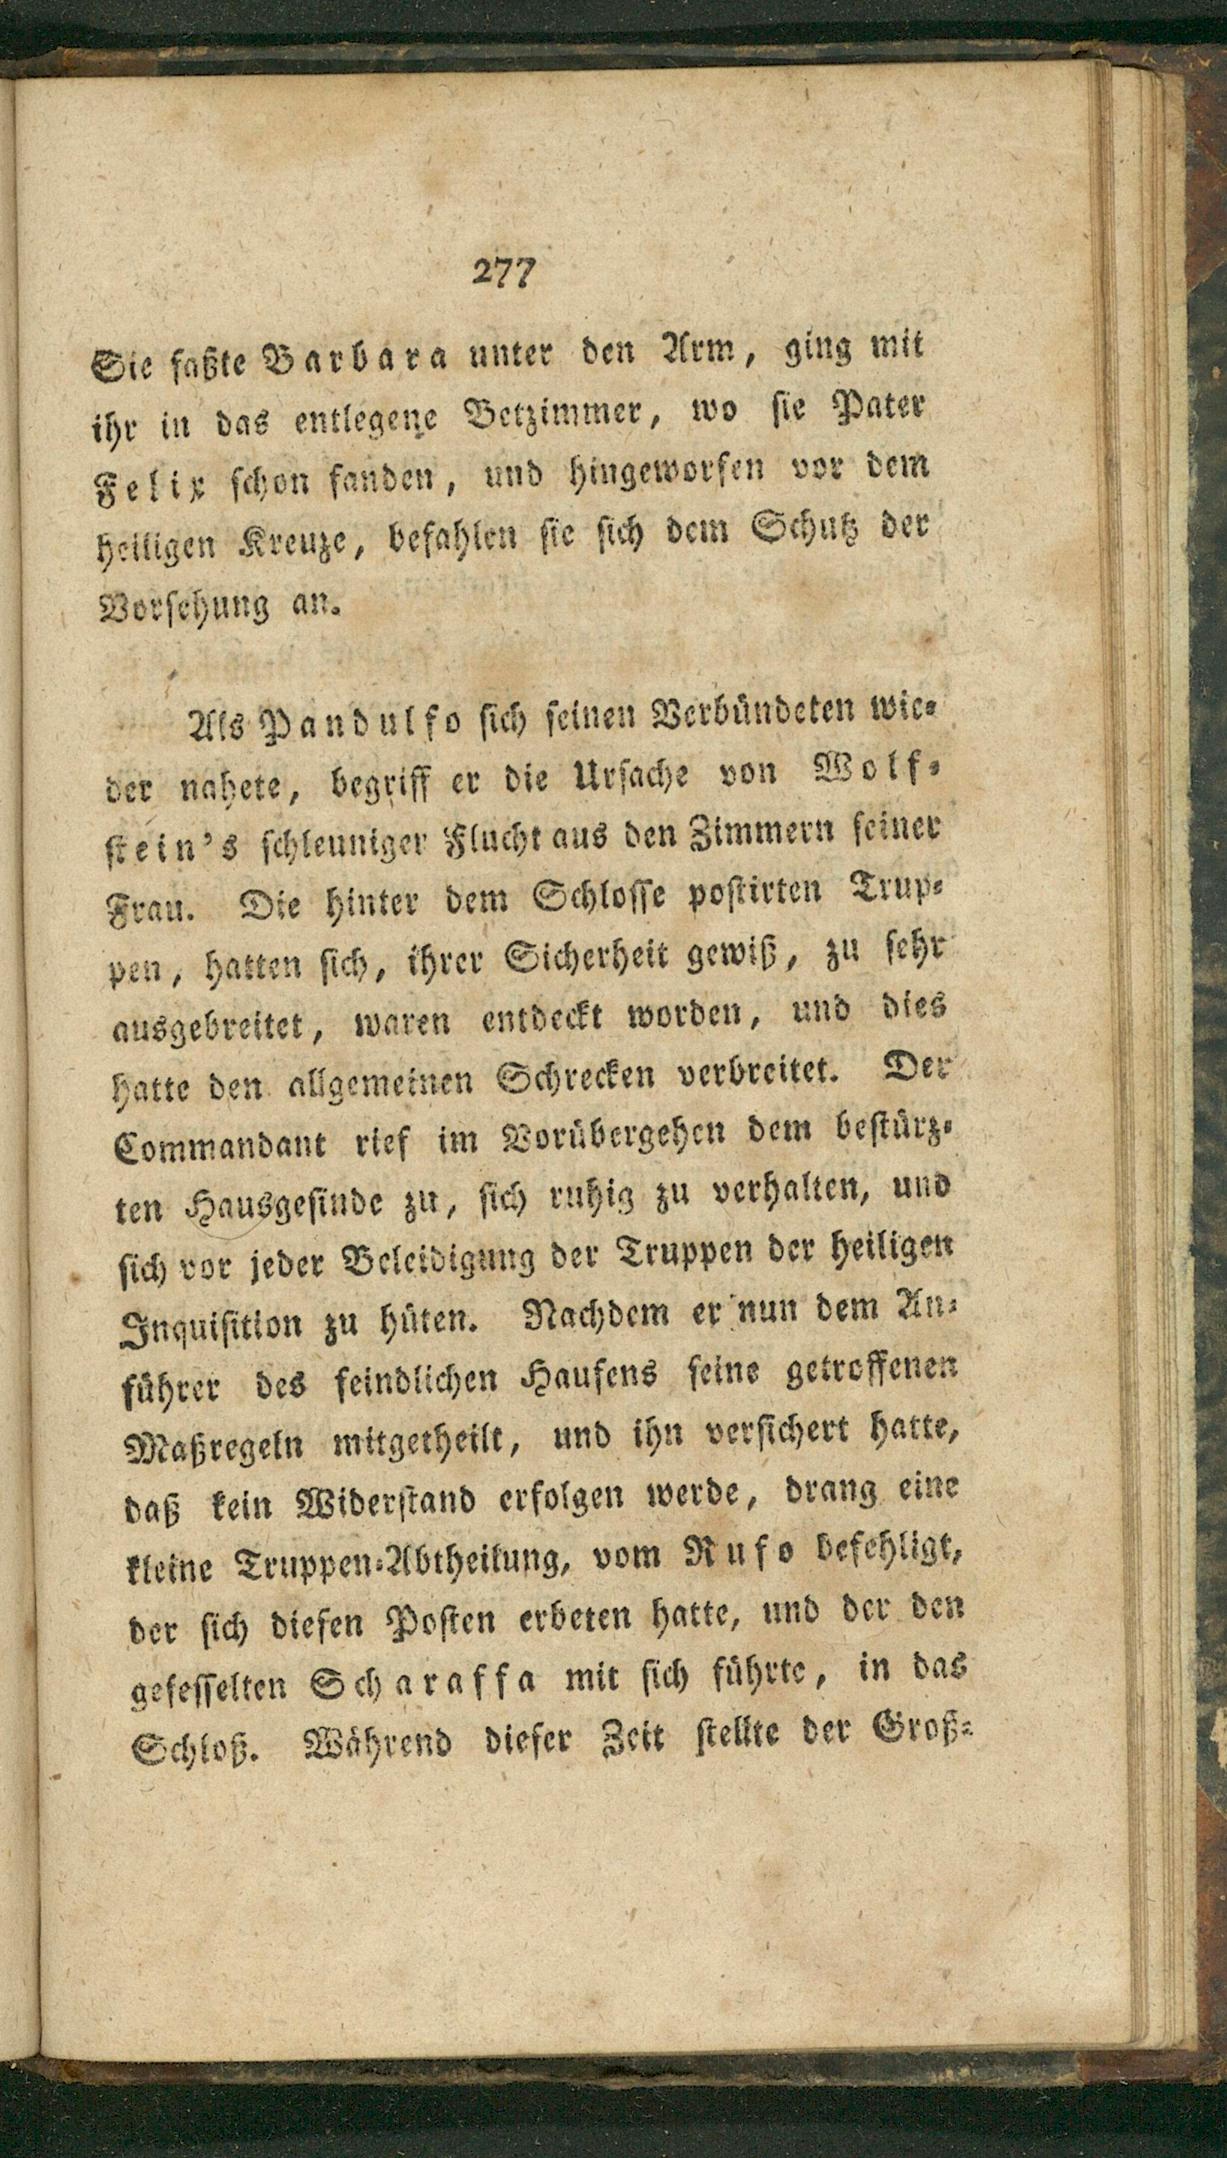 277
Sie faßte Barbara unter den Arm, ging mit
ihr in das entlegene Betzimmer, wo sie Pater
Felix schon fanden, und hingeworfen vor dem
heiligen Kreuze, befahlen sie sich dem Schutz der
Vorsehung an.
Als Pandulfo sich seinen Verbündeten wie-
der nahete, begriff er die Ursache von Wolf-
stein's schleuniger Flucht aus den Zimmern seiner
Frau. Die hinter dem Schlosse postirten Trup-
pen, hatten sich, ihrer Sicherheit gewiß, zu sehr
ausgebreitet, waren entdeckt worden, und dies
hatte den allgemeinen Schrecken verbreitet. Der
Commandant rief im Vorübergehen dem bestürz-
ten Hausgesinde zu, sich ruhig zu verhalten, und
sich vor jeder Beleidigung der Truppen der heiligen
Inquisition zu hüten. Nachdem er nun dem An-
führer des feindlichen Haufens seine getroffenen
Maßregeln mitgetheilt, und ihn versichert hatte,
daß kein Widerstand erfolgen werde, drang eine
kleine Truppen-Abtheilung, vom Rufo befehligt,
der sich diesen Posten erbeten hatte, und der den
gefesselten Scharaffa mit sich führte, in das
Schloß. Während dieser Zeit stellte der Groß-